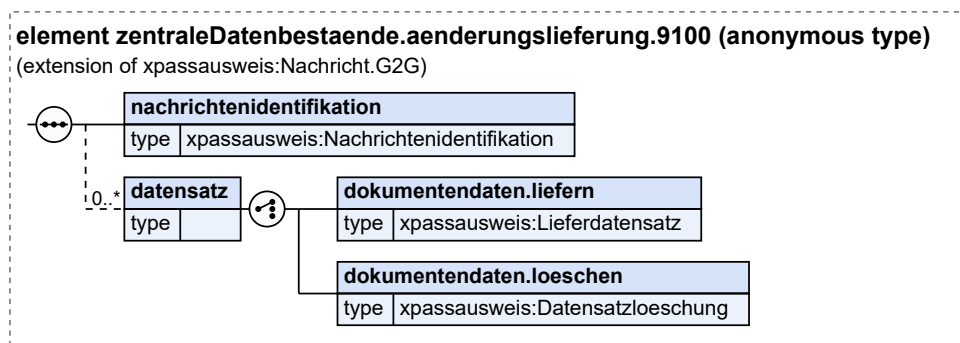 element zentraleDatenbestaende.aenderungslieferung.9100 (anonymous type)
(extension of xpassausweis:Nachricht.G2G)
nachrichtenidentifikation
type xpassausweis:Nachrichtenidentifikation
0..*
datensatz
type
dokumentendaten.liefern
type xpassausweis:Lieferdatensatz
dokumentendaten.loeschen
type xpassausweis:Datensatzloeschung